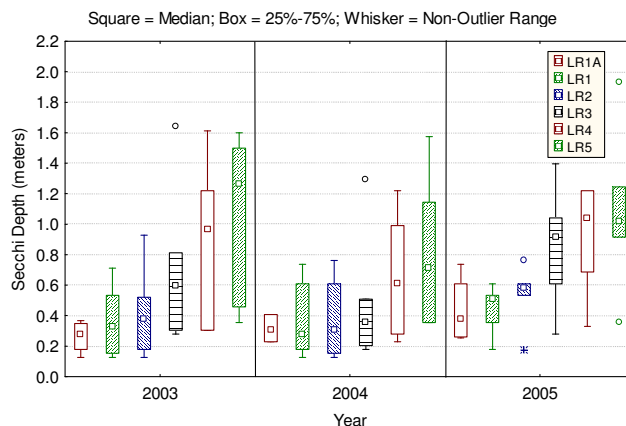 Square = Median; Box = 25%-75%; Whisker = Non-Outlier Range
Secchi Depth (meters)
2.2
2.0
1.8
1.6
1.4
1.2
1.0
0.8
0.6
0.4
0.2
0.0
LR1A
LR1
LR2
LR3
LR4
LR5
2003
2004
2005
Year